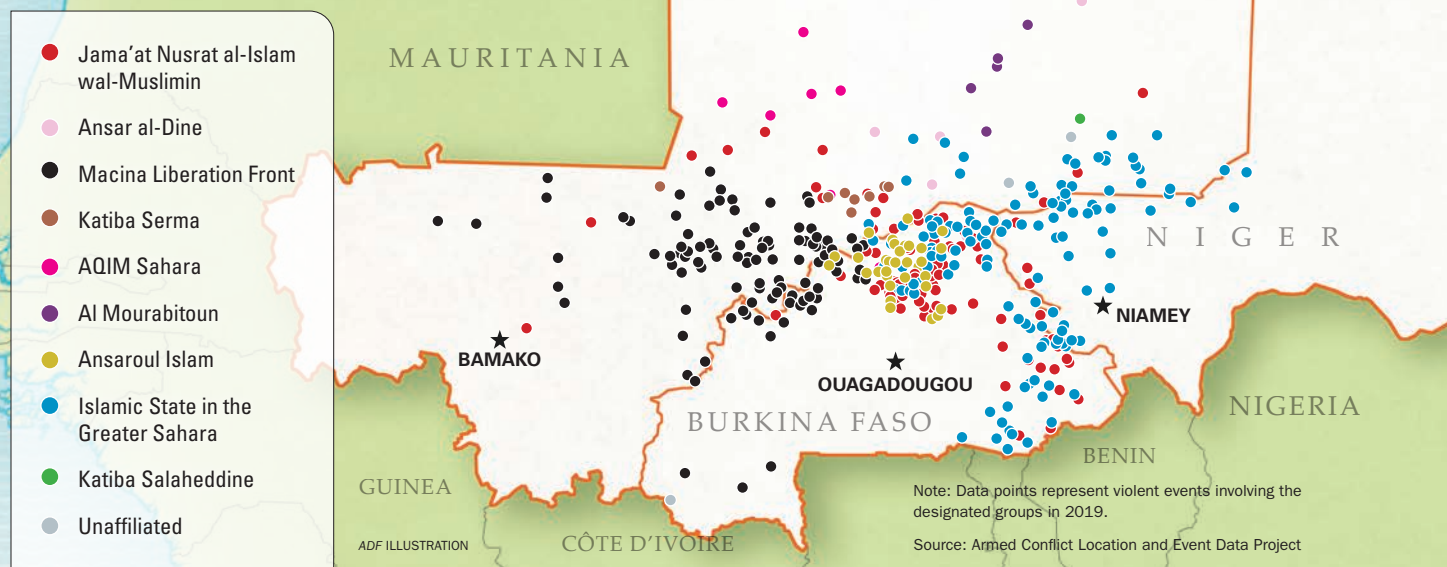 Jama’at Nusrat al-Islam
wal-Muslimin
Ansar al-Dine
Macina Liberation Front
Katiba Serma
AQIM Sahara
Al Mourabitoun
Ansaroul Islam
Islamic State in the
Greater Sahara
Katiba Salaheddine
Unaffiliated
MAURITANIA
NIGER
NIAMEY
BAMAKO
OUAGADOUGOU
BURKINA FASO
NIGERIA
BENIN
GUINEA
CÔTE D’IVOIRE
ADF ILLUSTRATION
Note: Data points represent violent events involving the
designated groups in 2019.
Source: Armed Conflict Location and Event Data Project